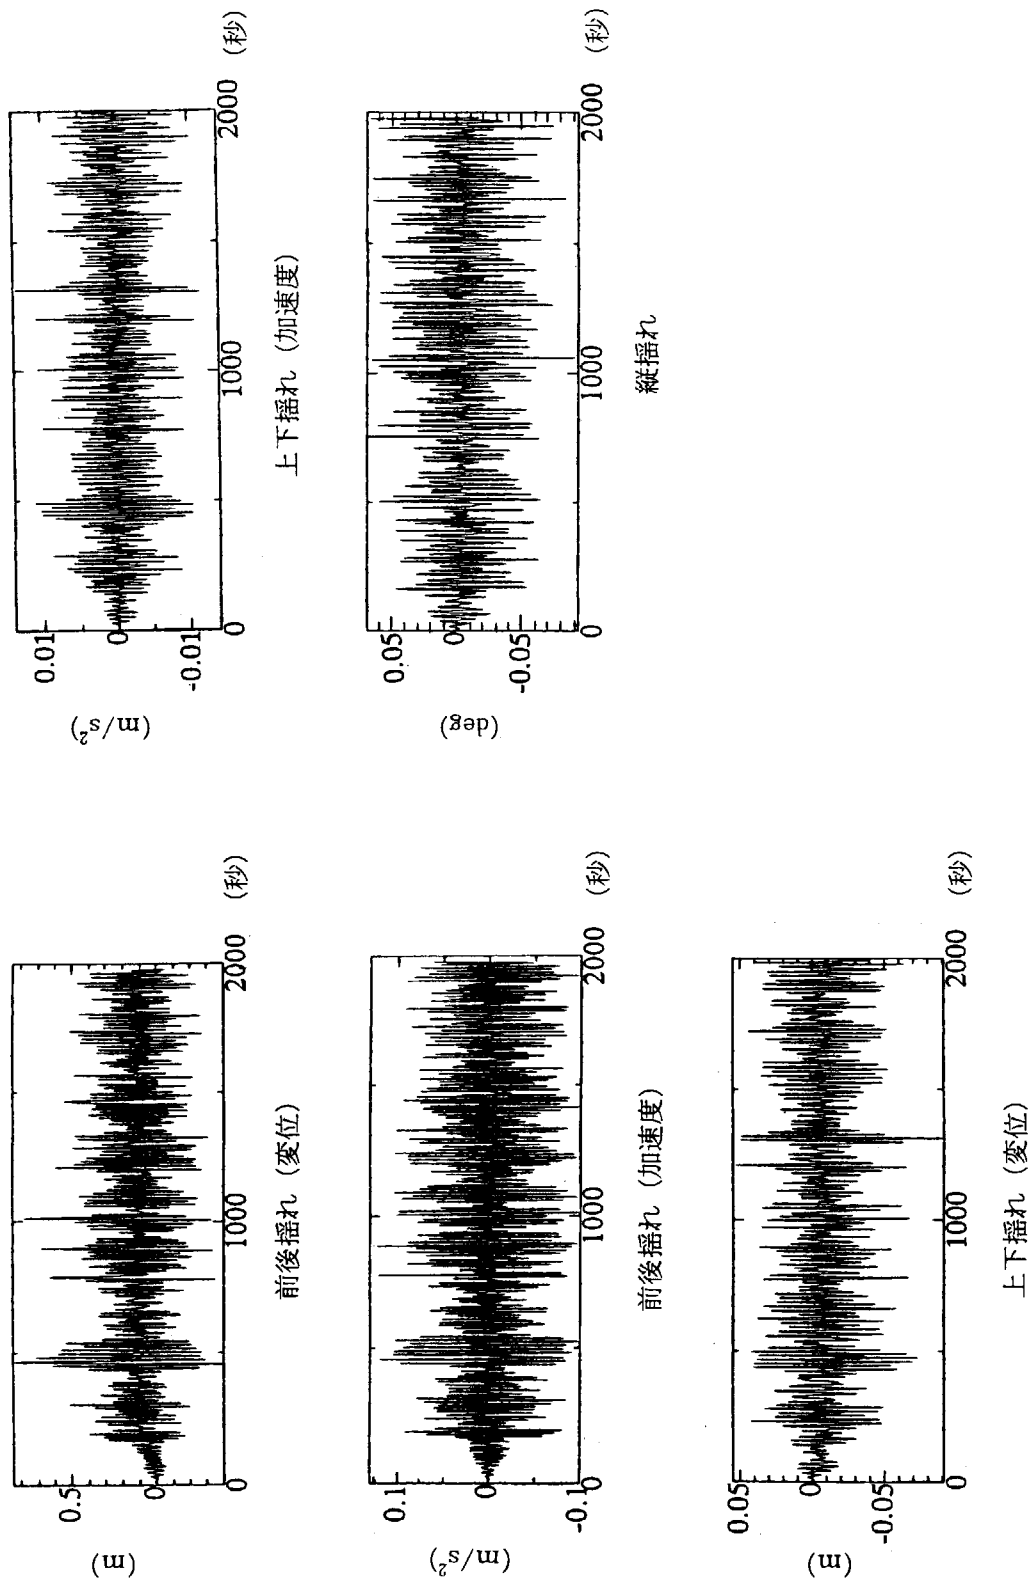 (m)
0.5
0
0
1000
2000
(秒)
前後揺れ (変位)
(m/s²)
0.1
0
-0.1
0
1000
2000
(秒)
前後揺れ (加速度)
(m)
0.05
0
-0.05
0
1000
2000
(秒)
上下揺れ (変位)
(m/s²)
0.01
0
-0.01
0
1000
2000
(秒)
上下揺れ (加速度)
(deg)
0.05
0
-0.05
0
1000
2000
(秒)
縦揺れ